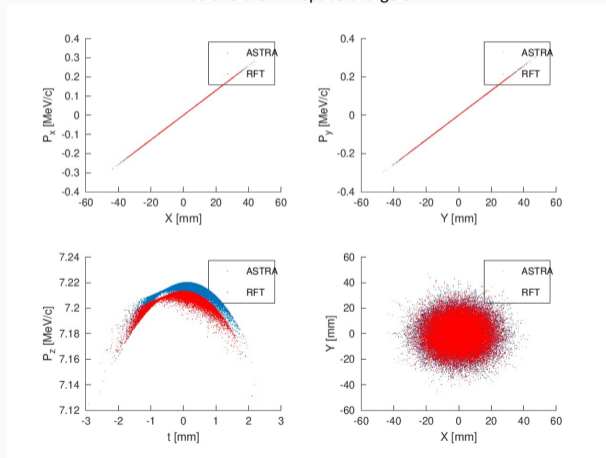 0.4
0.3
0.2
0.1
0
-0.1
-0.2
-0.3
-0.4
P_x [MeV/c]
-60 -40 -20 0 20 40 60
X [mm]
ASTRA
RFT
0.4
0.2
0
-0.2
-0.4
P_y [MeV/c]
-60 -40 -20 0 20 40 60
Y [mm]
ASTRA
RFT
7.24
7.22
7.2
7.18
7.16
7.14
7.12
P_z [MeV/c]
-3 -2 -1 0 1 2 3
t [mm]
ASTRA
RFT
60
40
20
0
-20
-40
-60
Y [mm]
-60 -40 -20 0 20 40 60
X [mm]
ASTRA
RFT